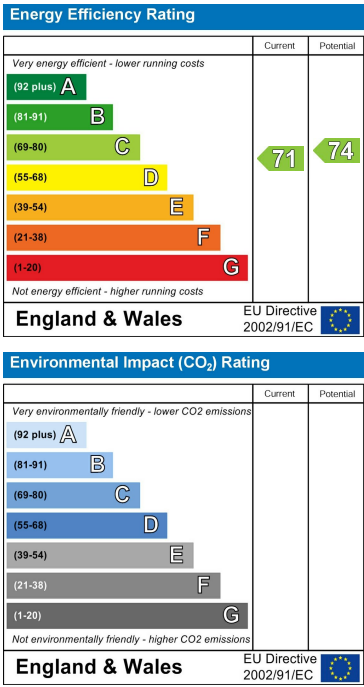 Energy Efficiency Rating
Current Potential
Very energy efficient - lower running costs
(92 plus) A
(81-91) B
(69-80) C
71 74
(55-68) D
(39-54) E
(21-38) F
(1-20) G
Not energy efficient - higher running costs
England & Wales
EU Directive
2002/91/EC
Environmental Impact (CO₂) Rating
Current Potential
Very environmentally friendly - lower CO2 emissions
(92 plus) A
(81-91) B
(69-80) C
(55-68) D
(39-54) E
(21-38) F
(1-20) G
Not environmentally friendly - higher CO2 emissions
England & Wales
EU Directive
2002/91/EC